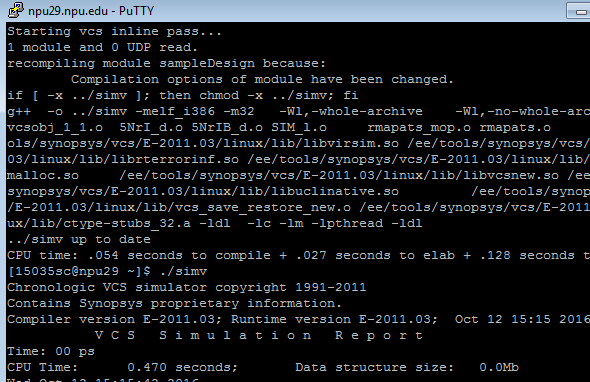 npu29.npu.edu - PuTTY
Starting vcs inline pass...
1 module and 0 UDP read.
recompiling module sampleDesign because:
Compilation options of module have been changed.
if [ -x ../simv ]; then chmod -x ../simv; fi
g++ -o ../simv -melf_i386 -m32 -Wl,-whole-archive -Wl,-no-whole-arc
vcsobj_1_1.o 5NrI_d.o 5NrIB_d.o SIM_l.o rmapats_mop.o rmapats.o
ols/synopsys/vcs/E-2011.03/linux/lib/libvirsim.so /ee/tools/synopsys/vcs/
03/linux/lib/librterrorinf.so /ee/tools/synopsys/vcs/E-2011.03/linux/lib/
malloc.so /ee/tools/synopsys/vcs/E-2011.03/linux/lib/libvcsnew.so /ee
synopsys/vcs/E-2011.03/linux/lib/libuclinative.so /ee/tools/synop
/E-2011.03/linux/lib/vcs_save_restore_new.o /ee/tools/synopsys/vcs/E-2011
ux/lib/ctype-stubs_32.a -ldl -lc -lm -lpthread -ldl
../simv up to date
CPU time: .054 seconds to compile + .027 seconds to elab + .128 seconds t
[15035sc@npu29 ~]$ ./simv
Chronologic VCS simulator copyright 1991-2011
Contains Synopsys proprietary information.
Compiler version E-2011.03; Runtime version E-2011.03; Oct 12 15:15 2016
V C S S i m u l a t i o n R e p o r t
Time: 00 ps
CPU Time: 0.470 seconds; Data structure size: 0.0Mb
Wed Oct 12 15:15:42 2016